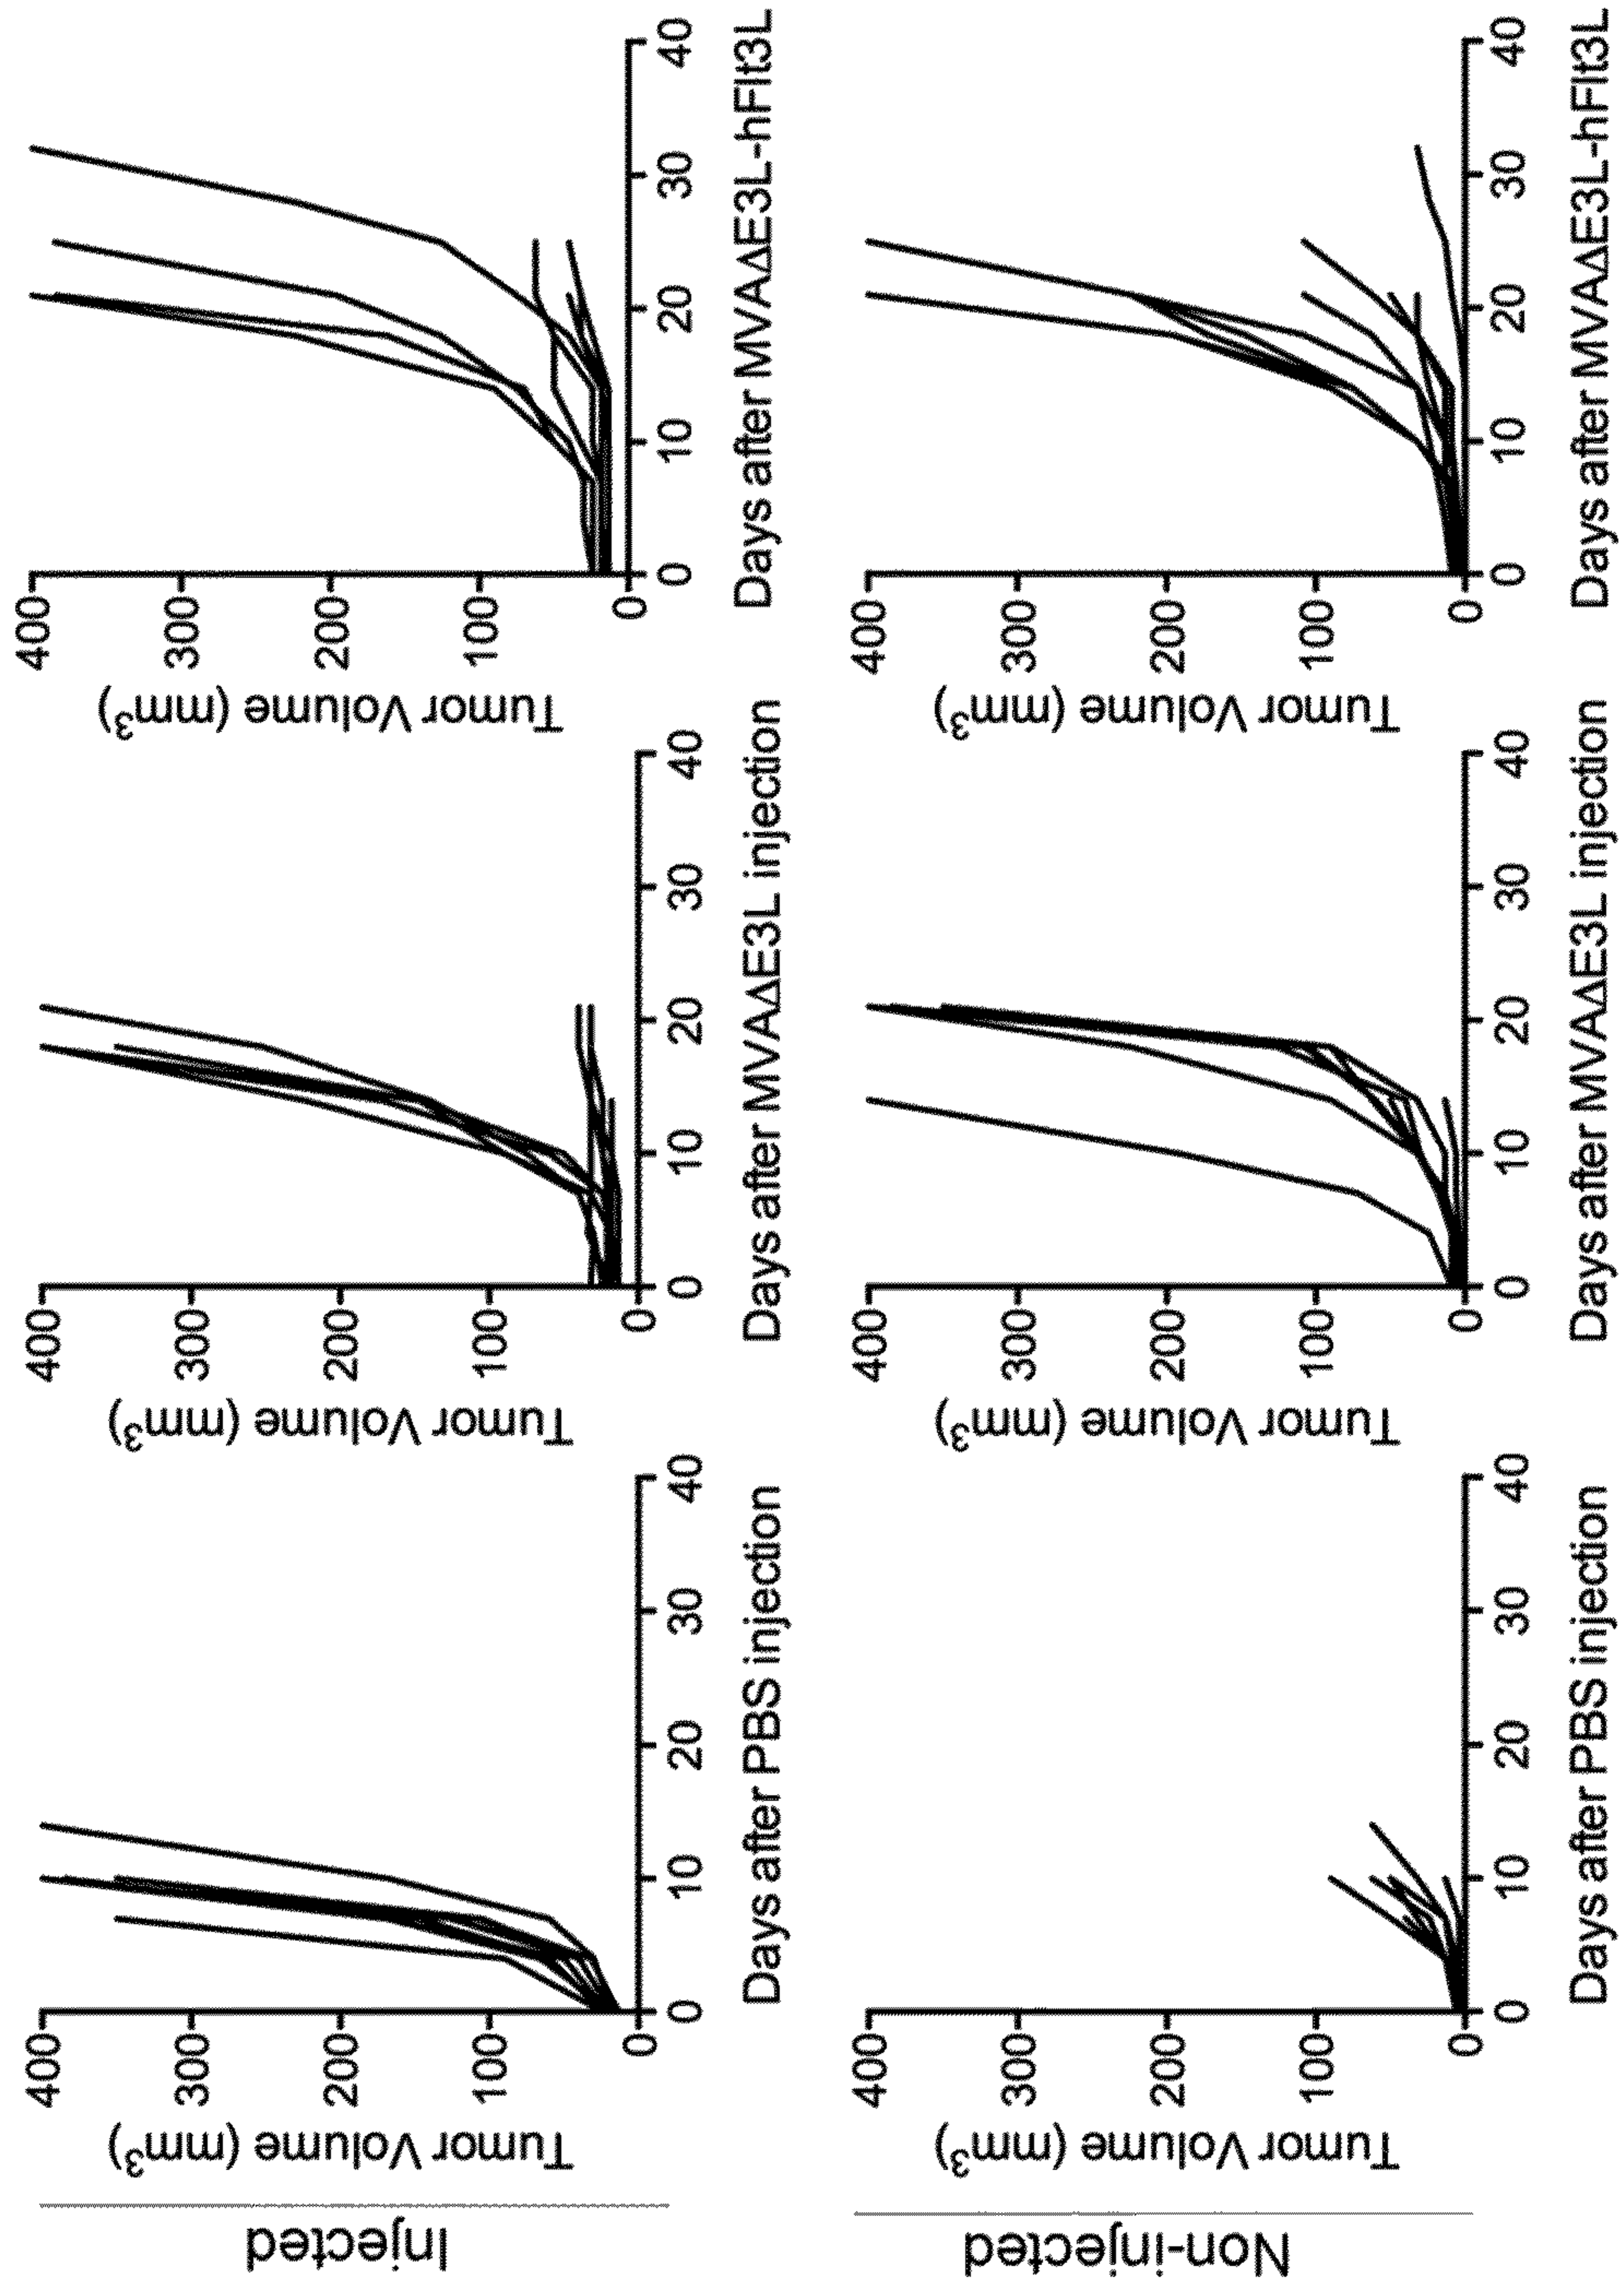 Injected
Tumor Volume (mm³)
400
300
200
100
0
0 10 20 30 40
Days after PBS injection
Tumor Volume (mm³)
400
300
200
100
0
0 10 20 30 40
Days after MVAΔE3L injection
Tumor Volume (mm³)
400
300
200
100
0
0 10 20 30 40
Days after MVAΔE3L-hFlt3L
Non-injected
Tumor Volume (mm³)
400
300
200
100
0
0 10 20 30 40
Days after PBS injection
Tumor Volume (mm³)
400
300
200
100
0
0 10 20 30 40
Days after MVAΔE3L injection
Tumor Volume (mm³)
400
300
200
100
0
0 10 20 30 40
Days after MVAΔE3L-hFlt3L